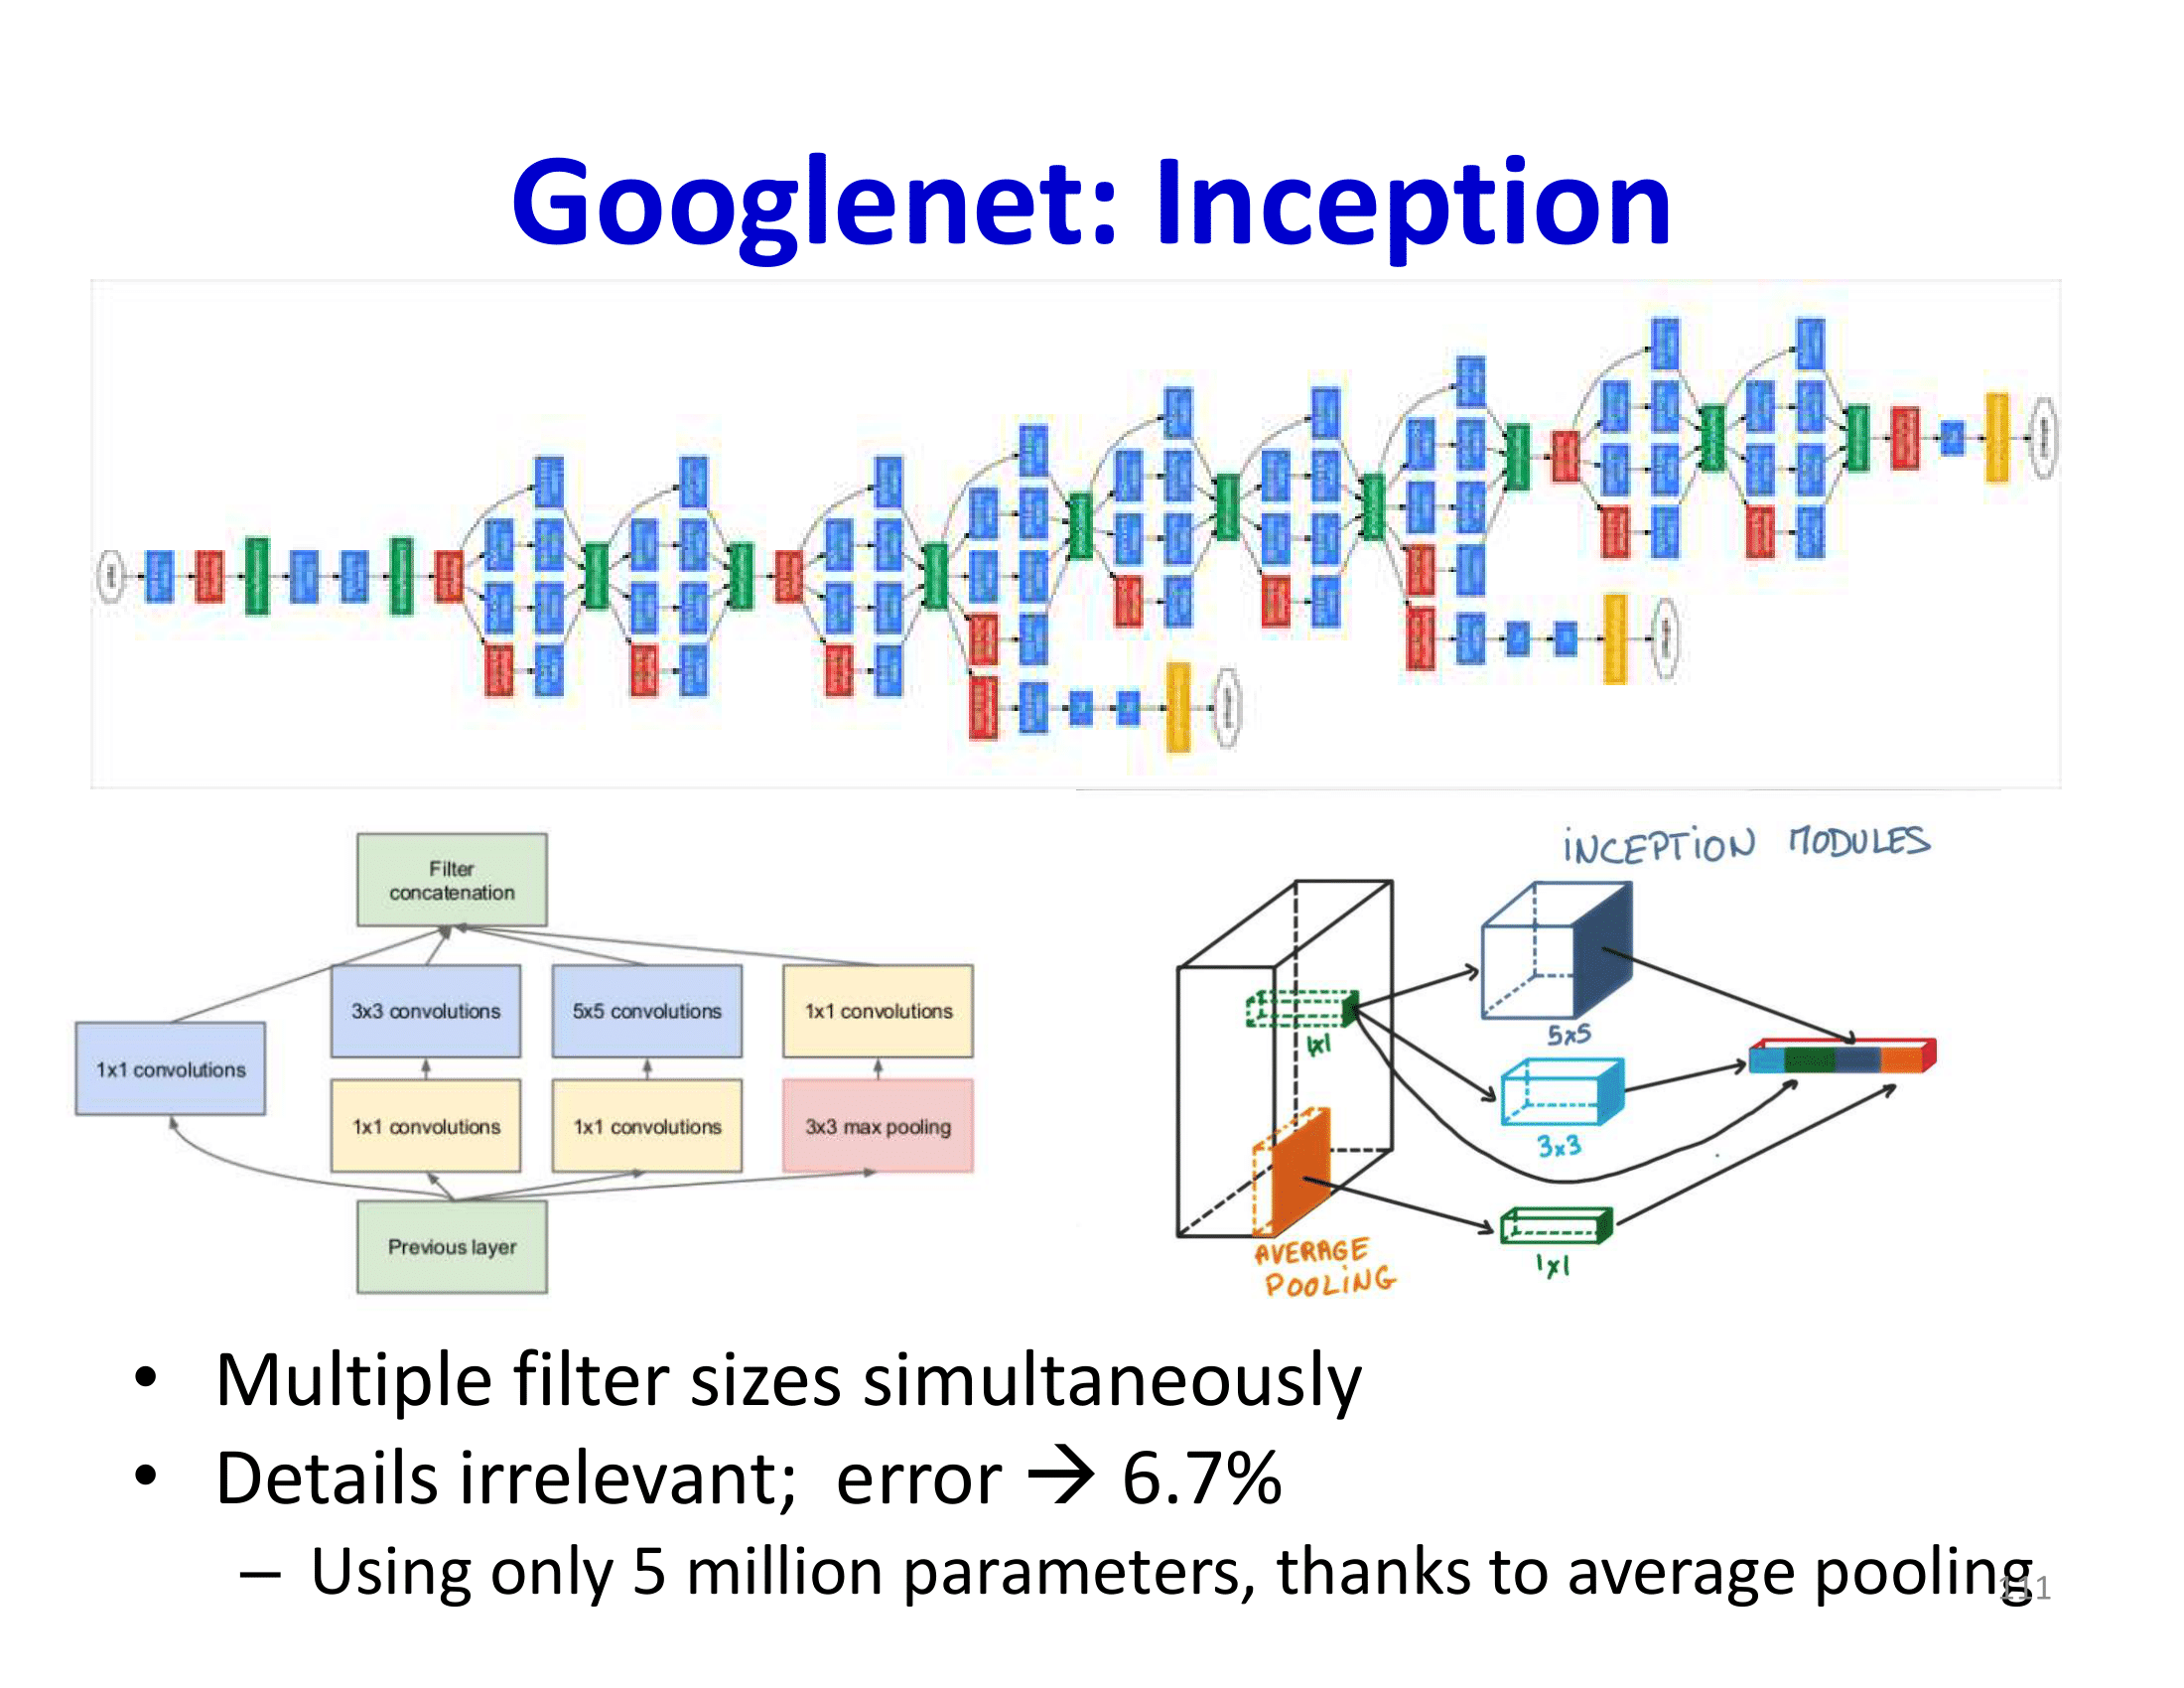 Googlenet: Inception
Filter
concatenation
3x3 convolutions
5x5 convolutions
1x1 convolutions
1x1 convolutions
1x1 convolutions
1x1 convolutions
3x3 max pooling
Previous layer
INCEPTION MODULES
5x5
1x1
3x3
AVERAGE
POOLING
1x1
• Multiple filter sizes simultaneously
• Details irrelevant; error → 6.7%
– Using only 5 million parameters, thanks to average pooling
111